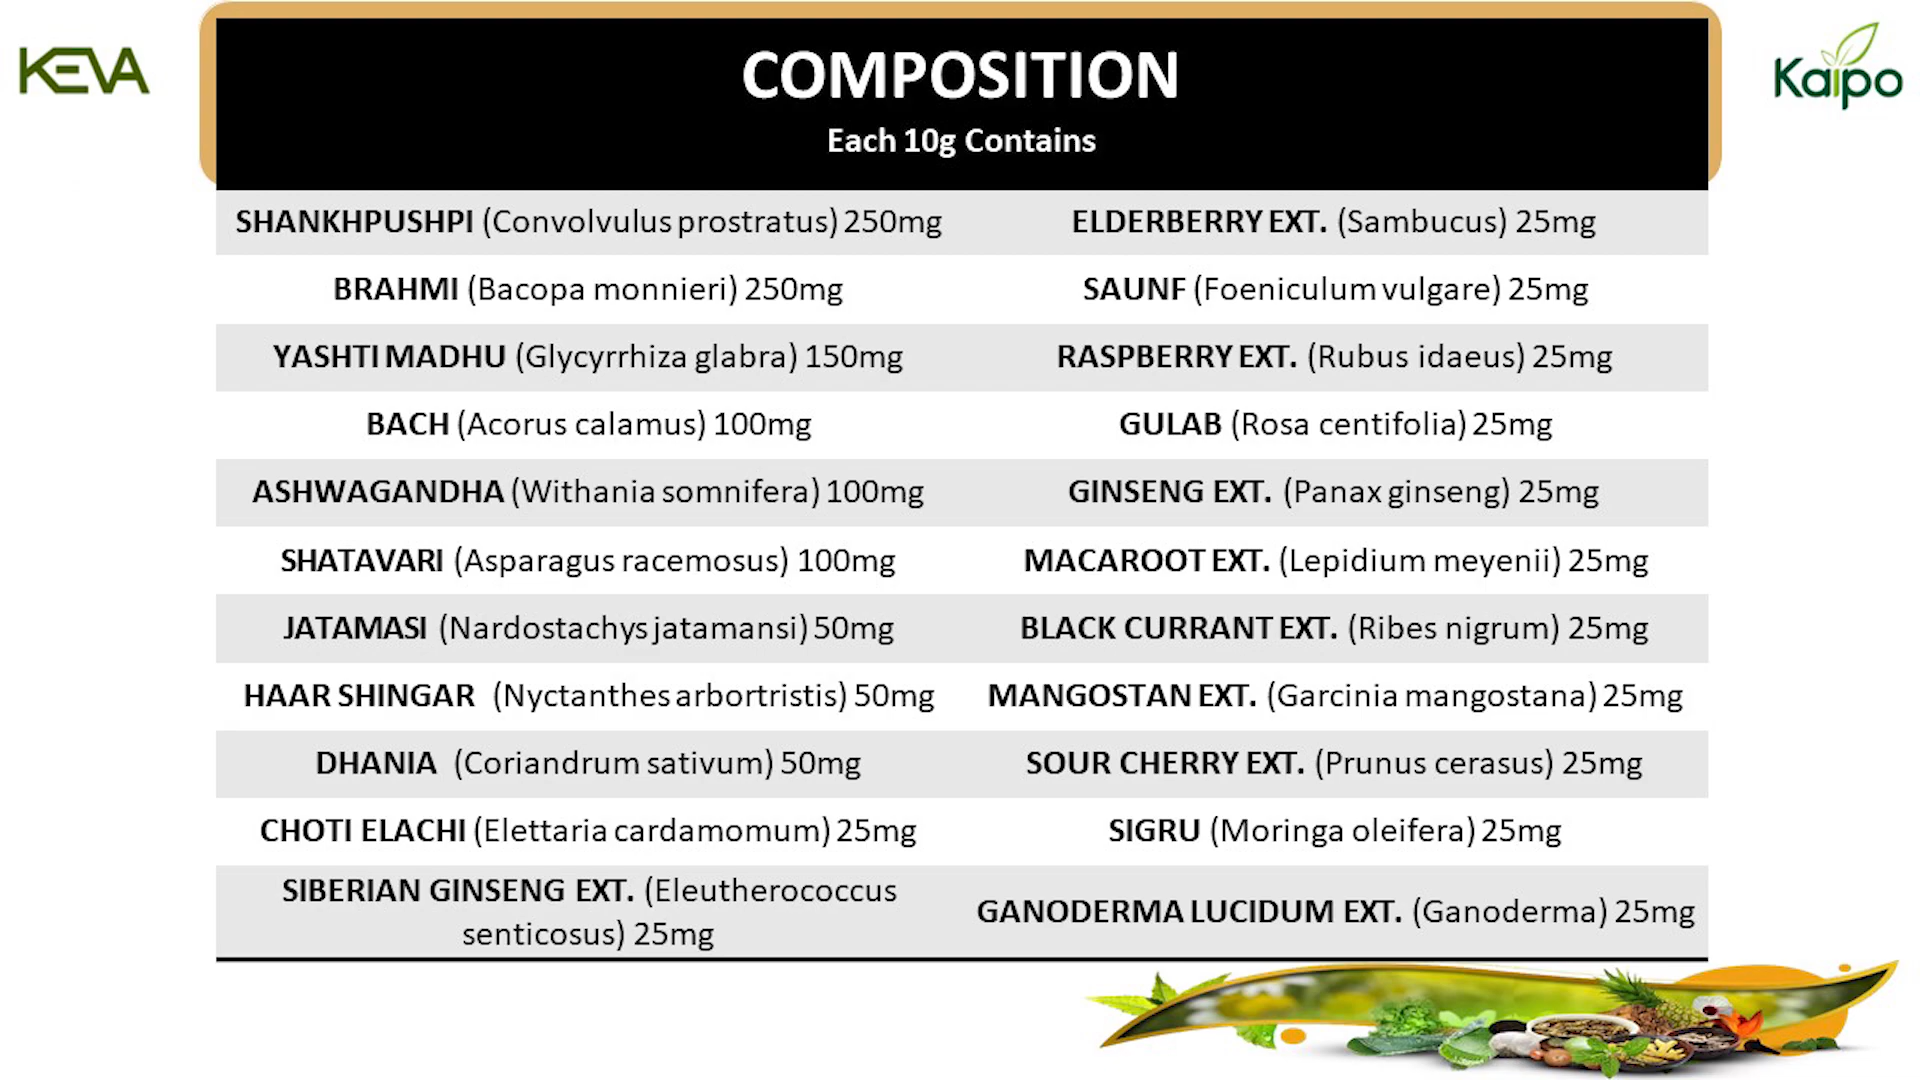 KEVA
COMPOSITION
Each 10g Contains
Kaipo
SHANKHPUSHPI (Convolvulus prostratus) 250mg
ELDERBERRY EXT. (Sambucus) 25mg
BRAHMI (Bacopa monnieri) 250mg
SAUNF (Foeniculum vulgare) 25mg
YASHTI MADHU (Glycyrrhiza glabra) 150mg
RASPBERRY EXT. (Rubus idaeus) 25mg
BACH (Acorus calamus) 100mg
GULAB (Rosa centifolia) 25mg
ASHWAGANDHA (Withania somnifera) 100mg
GINSENG EXT. (Panax ginseng) 25mg
SHATAVARI (Asparagus racemosus) 100mg
MACAROOT EXT. (Lepidium meyenii) 25mg
JATAMASI (Nardostachys jatamansi) 50mg
BLACK CURRANT EXT. (Ribes nigrum) 25mg
HAAR SHINGAR (Nyctanthes arbortristis) 50mg
MANGOSTAN EXT. (Garcinia mangostana) 25mg
DHANIA (Coriandrum sativum) 50mg
SOUR CHERRY EXT. (Prunus cerasus) 25mg
CHOTI ELACHI (Elettaria cardamomum) 25mg
SIGRU (Moringa oleifera) 25mg
SIBERIAN GINSENG EXT. (Eleutherococcus
senticosus) 25mg
GANODERMA LUCIDUM EXT. (Ganoderma) 25mg